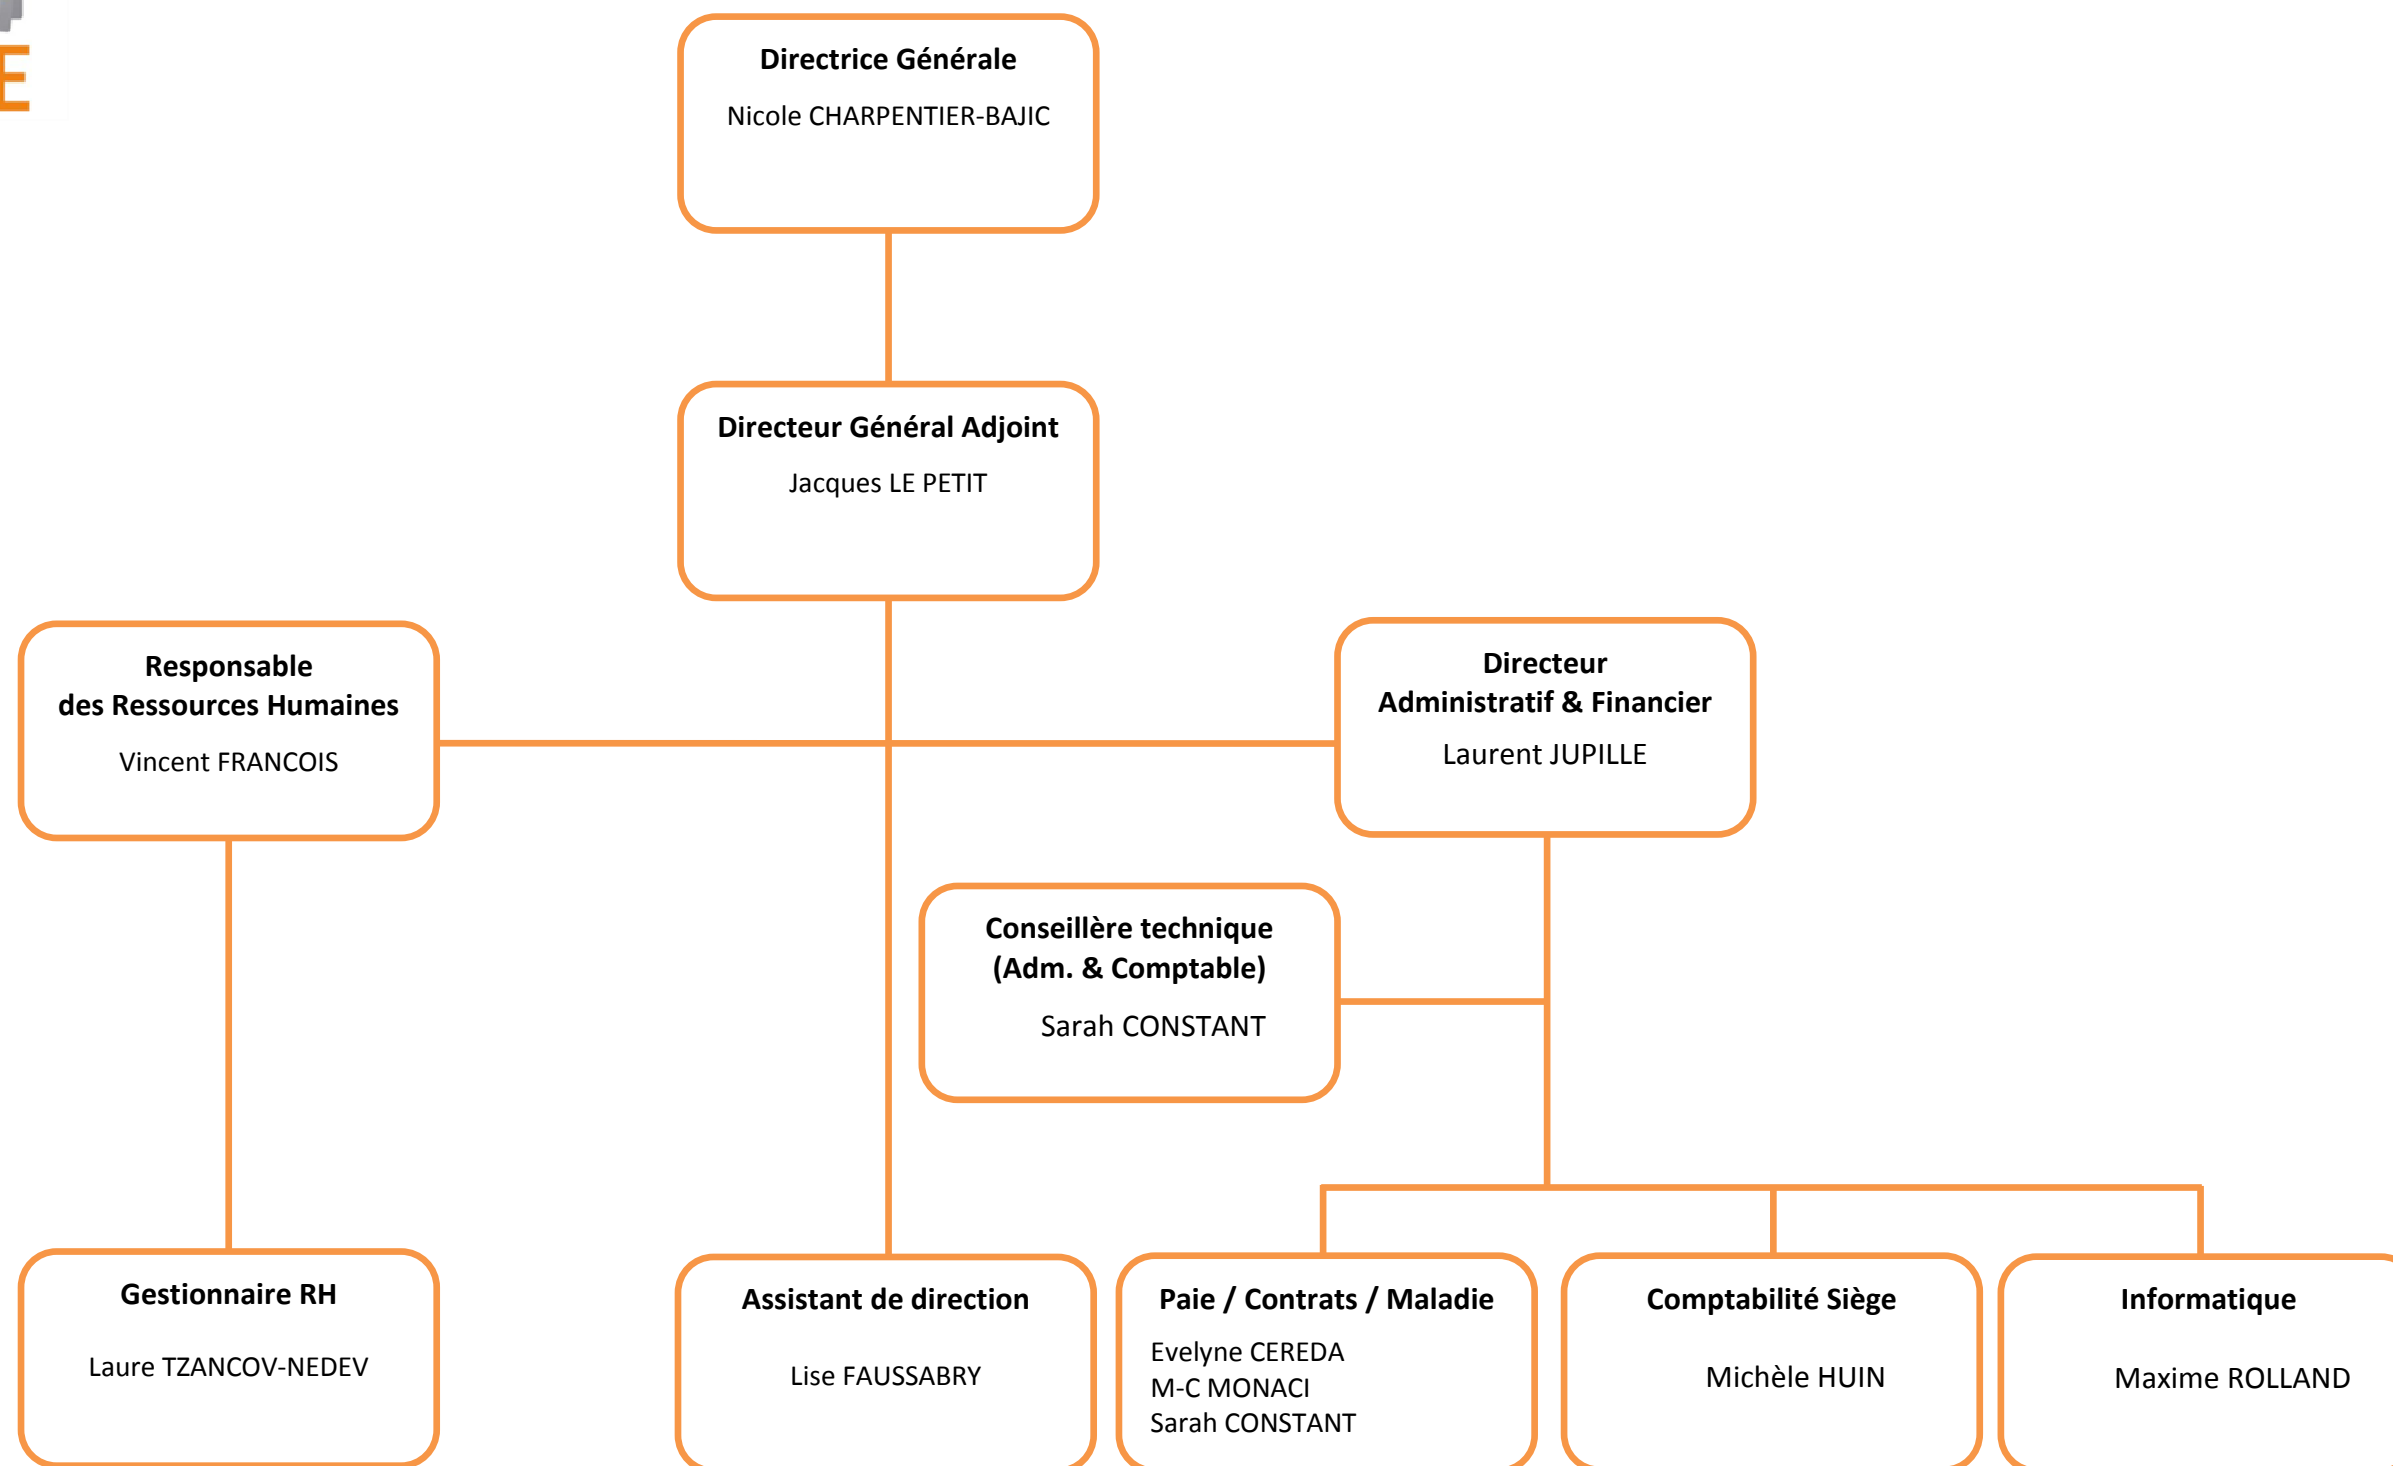 E
Directrice Générale
Nicole CHARPENTIER-BAJIC
Directeur Général Adjoint
Jacques LE PETIT
Responsable
des Ressources Humaines
Vincent FRANCOIS
Directeur
Administratif & Financier
Laurent JUPILLE
Conseillère technique
(Adm. & Comptable)
Sarah CONSTANT
Gestionnaire RH
Laure TZANCOV-NEDEV
Assistant de direction
Lise FAUSSABRY
Paie / Contrats / Maladie
Evelyne CEREDA
M-C MONACI
Sarah CONSTANT
Comptabilité Siège
Michèle HUIN
Informatique
Maxime ROLLAND